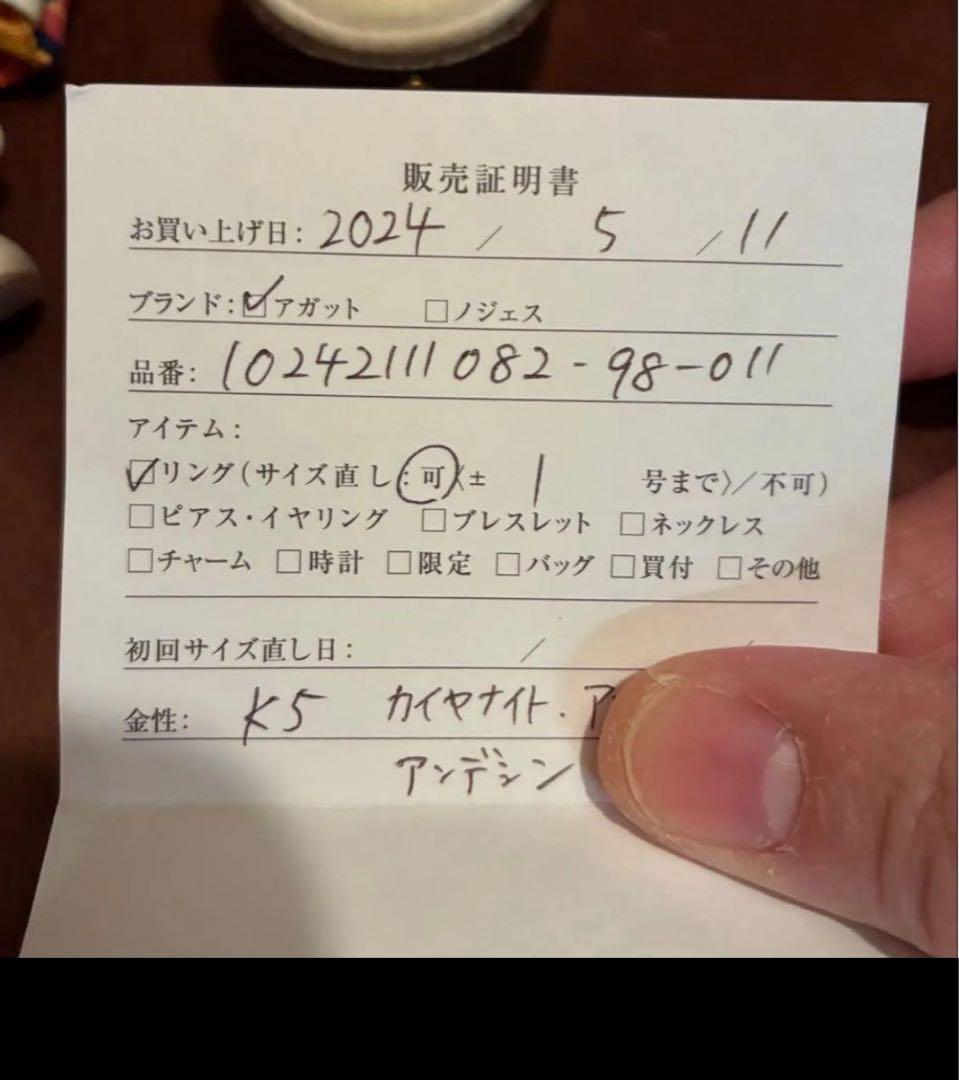 販売証明書
お買い上げ日: 2024 / 5 / 11
ブランド: ☑アガット □ノジェス
品番: 10242111082-98-011
アイテム:
☑リング(サイズ直し:可〈± 1 号まで〉/不可)
□ピアス・イヤリング □ブレスレット □ネックレス
□チャーム □時計 □限定 □バッグ □買付 □その他
初回サイズ直し日: / /
金性: K5 カイヤナイト.ア
アンデシン